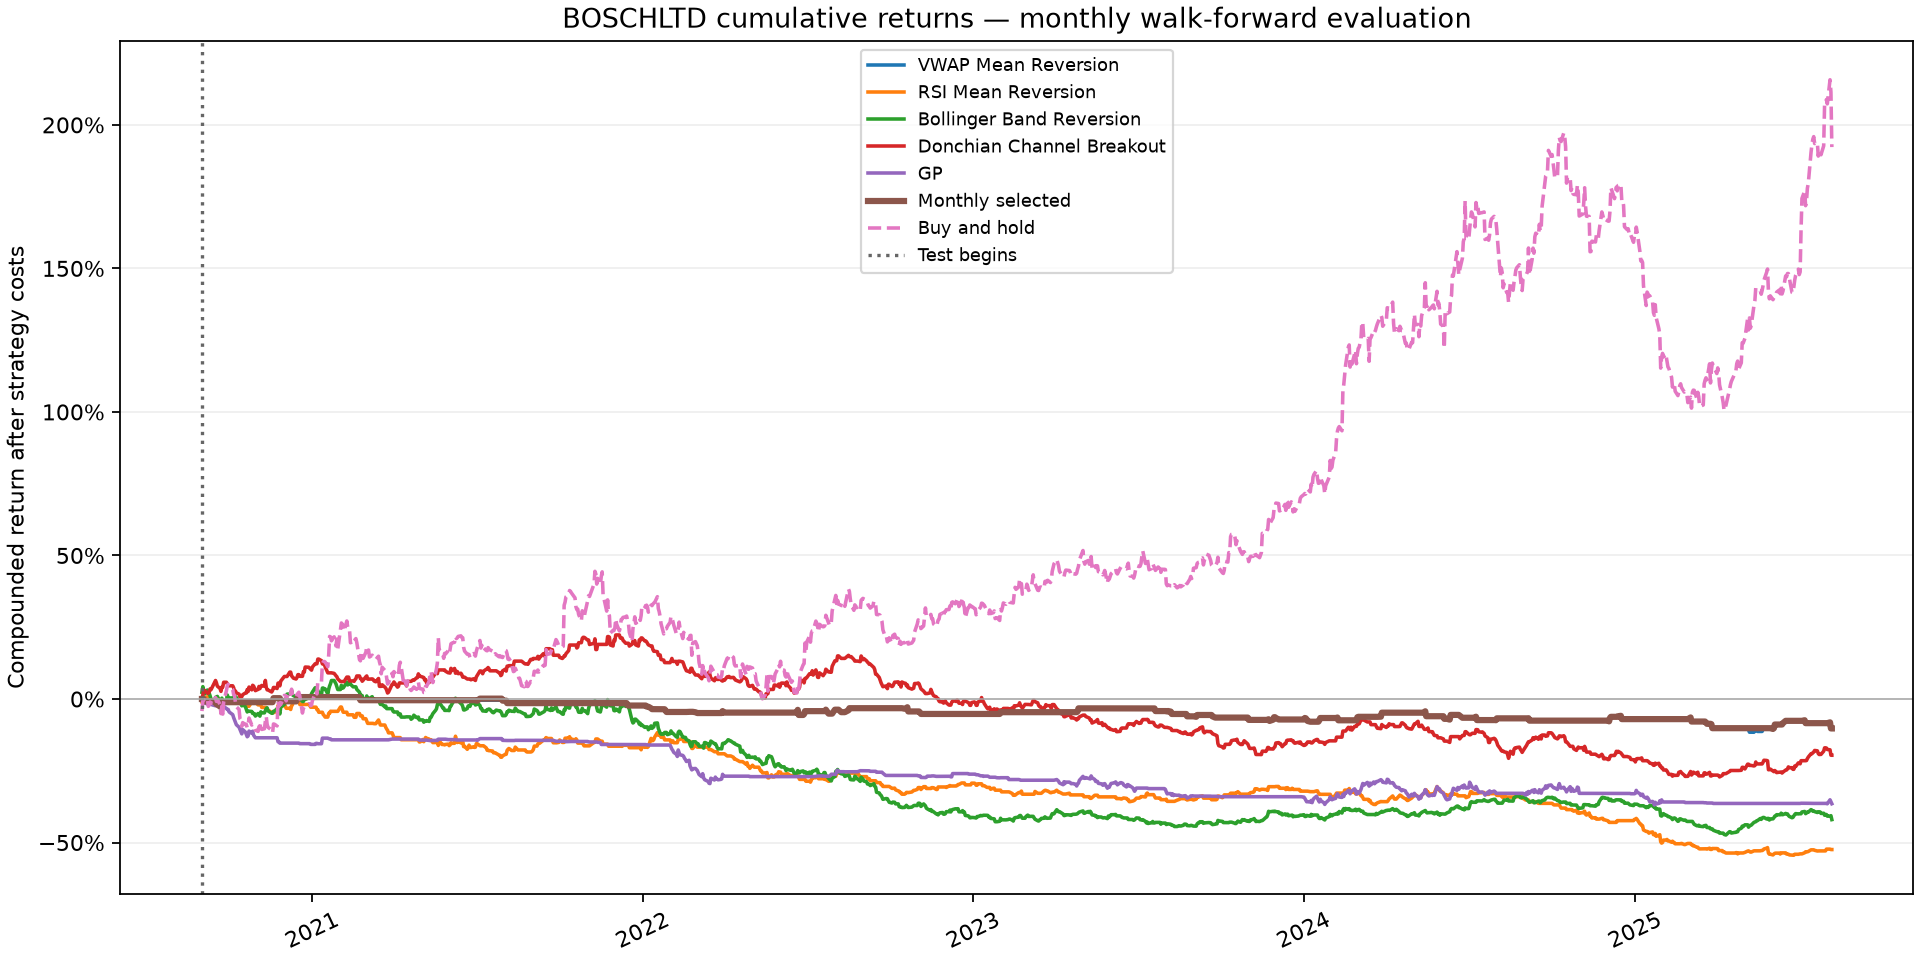 BOSCHLTD cumulative returns — monthly walk-forward evaluation
VWAP Mean Reversion
RSI Mean Reversion
Bollinger Band Reversion
Donchian Channel Breakout
GP
Monthly selected
Buy and hold
Test begins
Compounded return after strategy costs
200%
150%
100%
50%
0%
−50%
2021
2022
2023
2024
2025